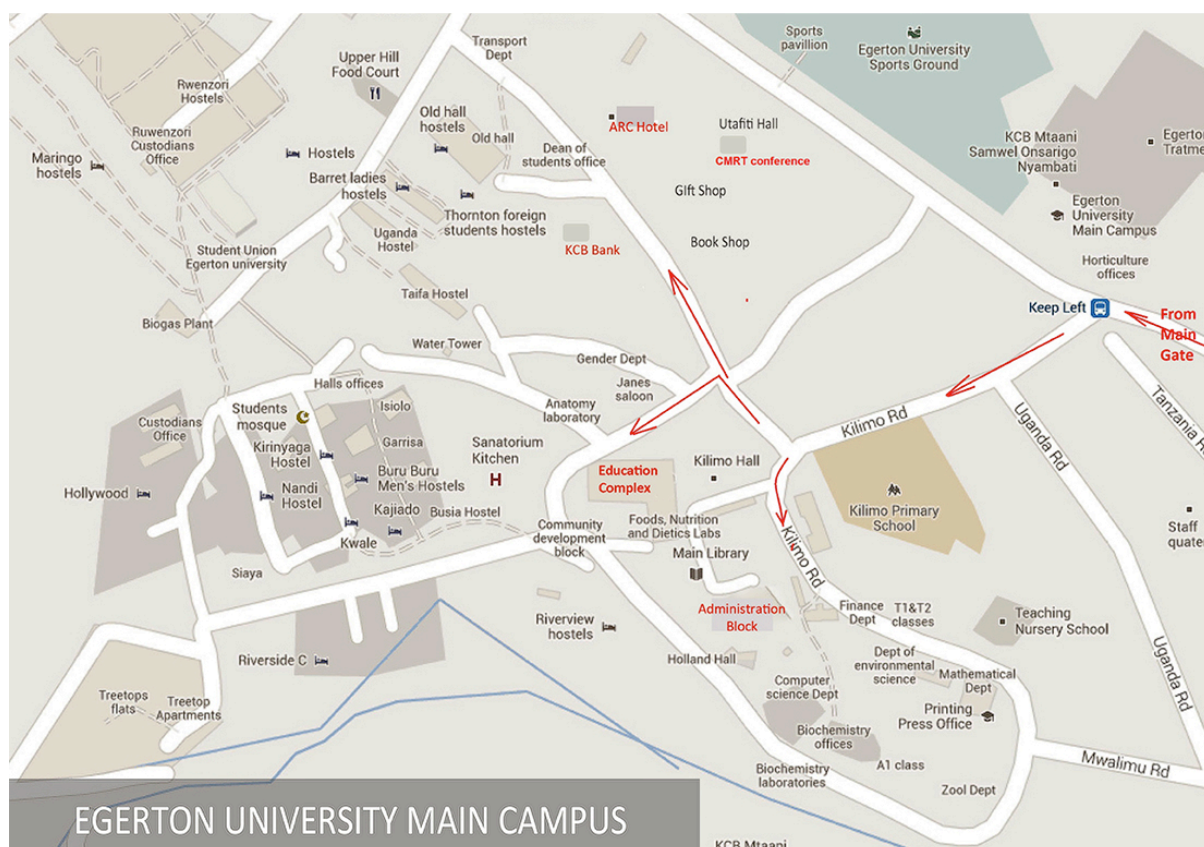 Sports
pavillion
Egerton University
Sports Ground
Transport
Dept
Upper Hill
Food Court
Rwenzori
Hostels
Old hall
hostels
Old hall
ARC Hotel
Utafiti Hall
CMRT conference
KCB Mtaani
Samwel Onsarigo
Nyambati
Egerton
Tratme
Ruwenzori
Custodians
Office
Maringo
hostels
Hostels
Dean of
students office
Barret ladies
hostels
GIft Shop
Egerton
University
Main Campus
Thornton foreign
students hostels
Uganda
Hostel
KCB Bank
Book Shop
Student Union
Egerton university
Horticulture
offices
Taifa Hostel
Keep Left
From
Main
Gate
Biogas Plant
Water Tower
Gender Dept
Janes
saloon
Halls offices
Anatomy
laboratory
Isiolo
Students
mosque
Custodians
Office
Kilimo Rd
Uganda Rd
Tanzania R
Garrisa
Sanatorium
Kitchen
H
Kirinyaga
Hostel
Buru Buru
Men's Hostels
Education
Complex
Kilimo Hall
Hollywood
Nandi
Hostel
Kajiado
Busia Hostel
Kilimo Primary
School
Kwale
Community
development
block
Foods, Nutrition
and Dietics Labs
Kilimo Rd
Staff
quate
Main Library
Siaya
Administration
Block
Finance
Dept
T1&T2
classes
Teaching
Nursery School
Riverview
hostels
Holland Hall
Dept of
environmental
science
Uganda Rd
Riverside C
Mathematical
Dept
Computer
science Dept
Treetops
flats
Treetop
Apartments
Printing
Press Office
Biochemistry
offices
Mwalimu Rd
A1 class
Biochemistry
laboratories
Zool Dept
EGERTON UNIVERSITY MAIN CAMPUS
KCB Mtaani